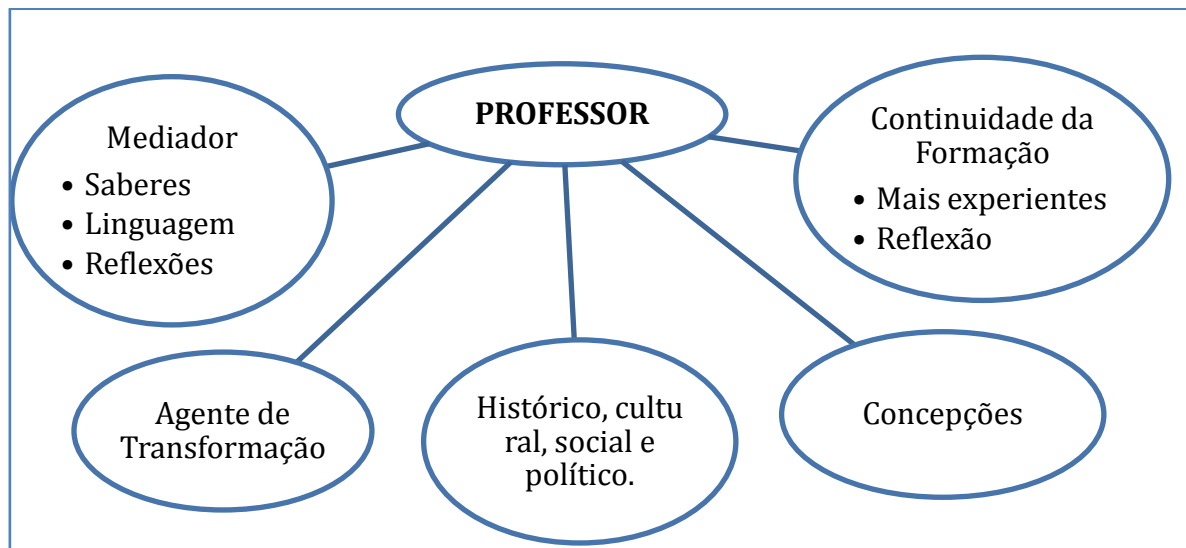 PROFESSOR
Mediador
• Saberes
• Linguagem
• Reflexões
Continuidade da
Formação
• Mais experientes
• Reflexão
Agente de
Transformação
Histórico, cultu
ral, social e
político.
Concepções